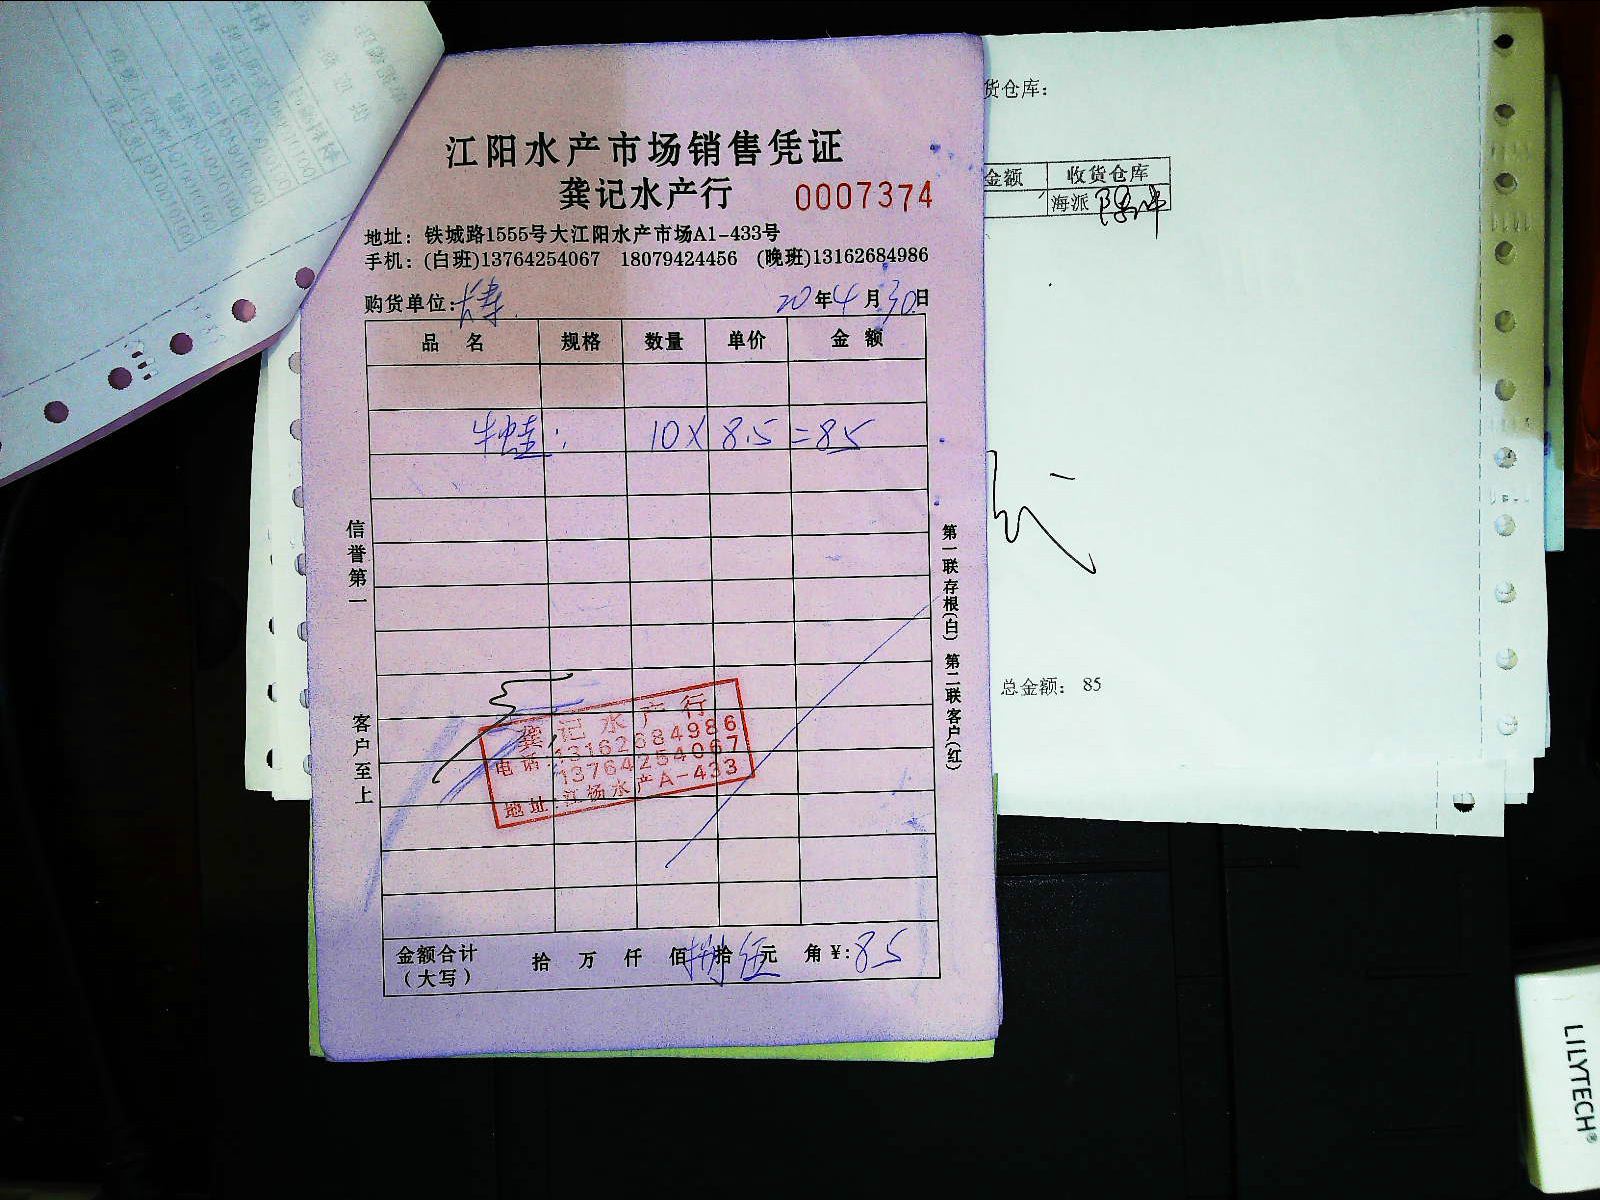 江阳水产市场销售凭证
龚记水产行 0007374
地址：铁城路1555号大江阳水产市场A1-433号
手机：(白班)13764254067 18079424456 (晚班)13162684986
购货单位： 20年4月30日
品名 规格 数量 单价 金额
牛蛙： 10X 8.5 =85
信誉第一
客户至上
第一联存根(白) 第二联客户(红)
龚记水产行
电话：13162684986
13764254067
地址：江杨水产A-433
金额合计
（大写）
拾 万 仟 佰 捌拾 伍元 角 ¥：85
货仓库：
金额 收货仓库
海派
总金额： 85
LILYTECH®